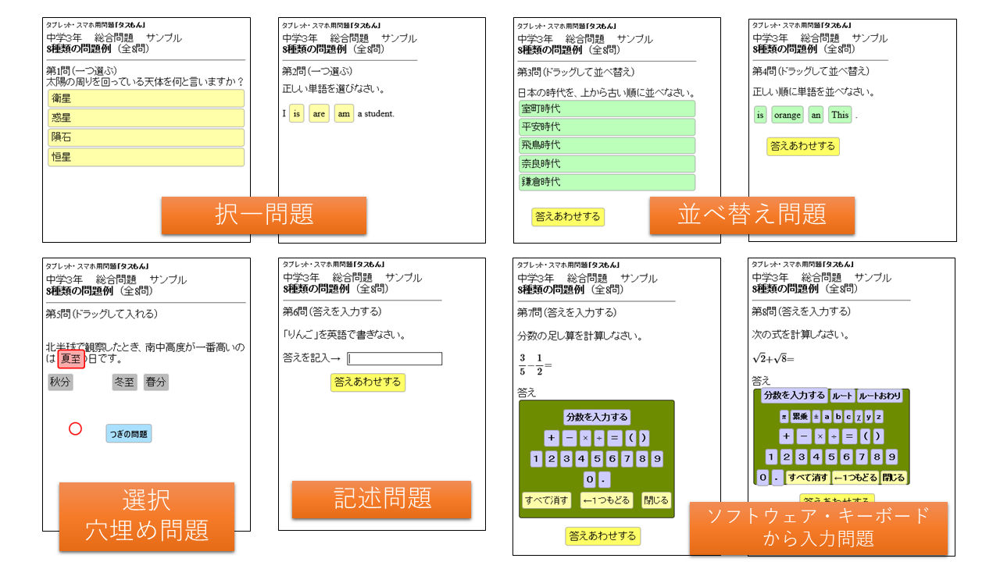 タブレット・スマホ用問題「タスもん」
中学3年　総合問題　サンプル
8種類の問題例（全8問）
第1問(一つ選ぶ)
太陽の周りを回っている天体を何と言いますか？
衛星
惑星
隕石
恒星
タブレット・スマホ用問題「タスもん」
中学3年　総合問題　サンプル
8種類の問題例（全8問）
第2問(一つ選ぶ)
正しい単語を選びなさい。
I is are am a student.
択一問題
タブレット・スマホ用問題「タスもん」
中学3年　総合問題　サンプル
8種類の問題例（全8問）
第3問(ドラッグして並べ替え)
日本の時代を、上から古い順に並べなさい。
室町時代
平安時代
飛鳥時代
奈良時代
鎌倉時代
答えあわせする
タブレット・スマホ用問題「タスもん」
中学3年　総合問題　サンプル
8種類の問題例（全8問）
第4問(ドラッグして並べ替え)
正しい順に単語を並べなさい。
is orange an This .
答えあわせする
並べ替え問題
タブレット・スマホ用問題「タスもん」
中学3年　総合問題　サンプル
8種類の問題例（全8問）
第5問(ドラッグして入れる)
北半球で観察したとき、南中高度が一番高いの
は 夏至 の日です。
秋分 冬至 春分
○ つぎの問題
選択
穴埋め問題
タブレット・スマホ用問題「タスもん」
中学3年　総合問題　サンプル
8種類の問題例（全8問）
第6問(答えを入力する)
「りんご」を英語で書きなさい。
答えを記入→
答えあわせする
記述問題
タブレット・スマホ用問題「タスもん」
中学3年　総合問題　サンプル
8種類の問題例（全8問）
第7問(答えを入力する)
分数の足し算を計算しなさい。
3/5−1/2=
答え
分数を入力する
+ − × ÷ = ( )
1 2 3 4 5 6 7 8 9
0 .
すべて消す ←1つもどる 閉じる
答えあわせする
タブレット・スマホ用問題「タスもん」
中学3年　総合問題　サンプル
8種類の問題例（全8問）
第8問(答えを入力する)
次の式を計算しなさい。
√2+√8=
答え
分数を入力する ルート ルートおわり
π 累乗 ± a b c χ y z
+ − × ÷ = ( )
1 2 3 4 5 6 7 8 9
0 . すべて消す ←1つもどる 閉じる
答えあわせする
ソフトウェア・キーボード
から入力問題